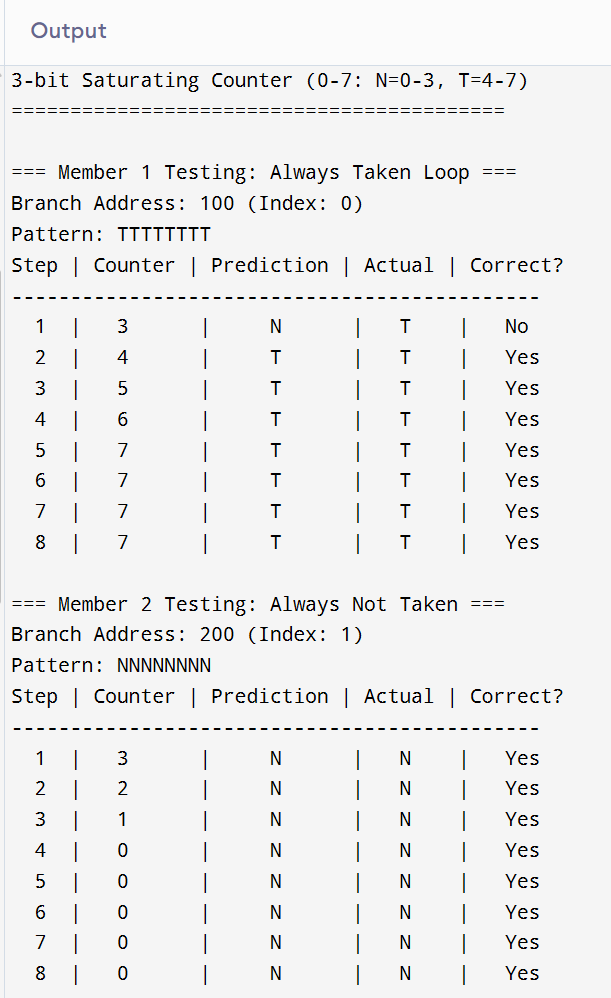 Output
3-bit Saturating Counter (0-7: N=0-3, T=4-7)
==========================================
=== Member 1 Testing: Always Taken Loop ===
Branch Address: 100 (Index: 0)
Pattern: TTTTTTTT
Step | Counter | Prediction | Actual | Correct?
---------------------------------------------
1 | 3 | N | T | No
2 | 4 | T | T | Yes
3 | 5 | T | T | Yes
4 | 6 | T | T | Yes
5 | 7 | T | T | Yes
6 | 7 | T | T | Yes
7 | 7 | T | T | Yes
8 | 7 | T | T | Yes
=== Member 2 Testing: Always Not Taken ===
Branch Address: 200 (Index: 1)
Pattern: NNNNNNNN
Step | Counter | Prediction | Actual | Correct?
---------------------------------------------
1 | 3 | N | N | Yes
2 | 2 | N | N | Yes
3 | 1 | N | N | Yes
4 | 0 | N | N | Yes
5 | 0 | N | N | Yes
6 | 0 | N | N | Yes
7 | 0 | N | N | Yes
8 | 0 | N | N | Yes